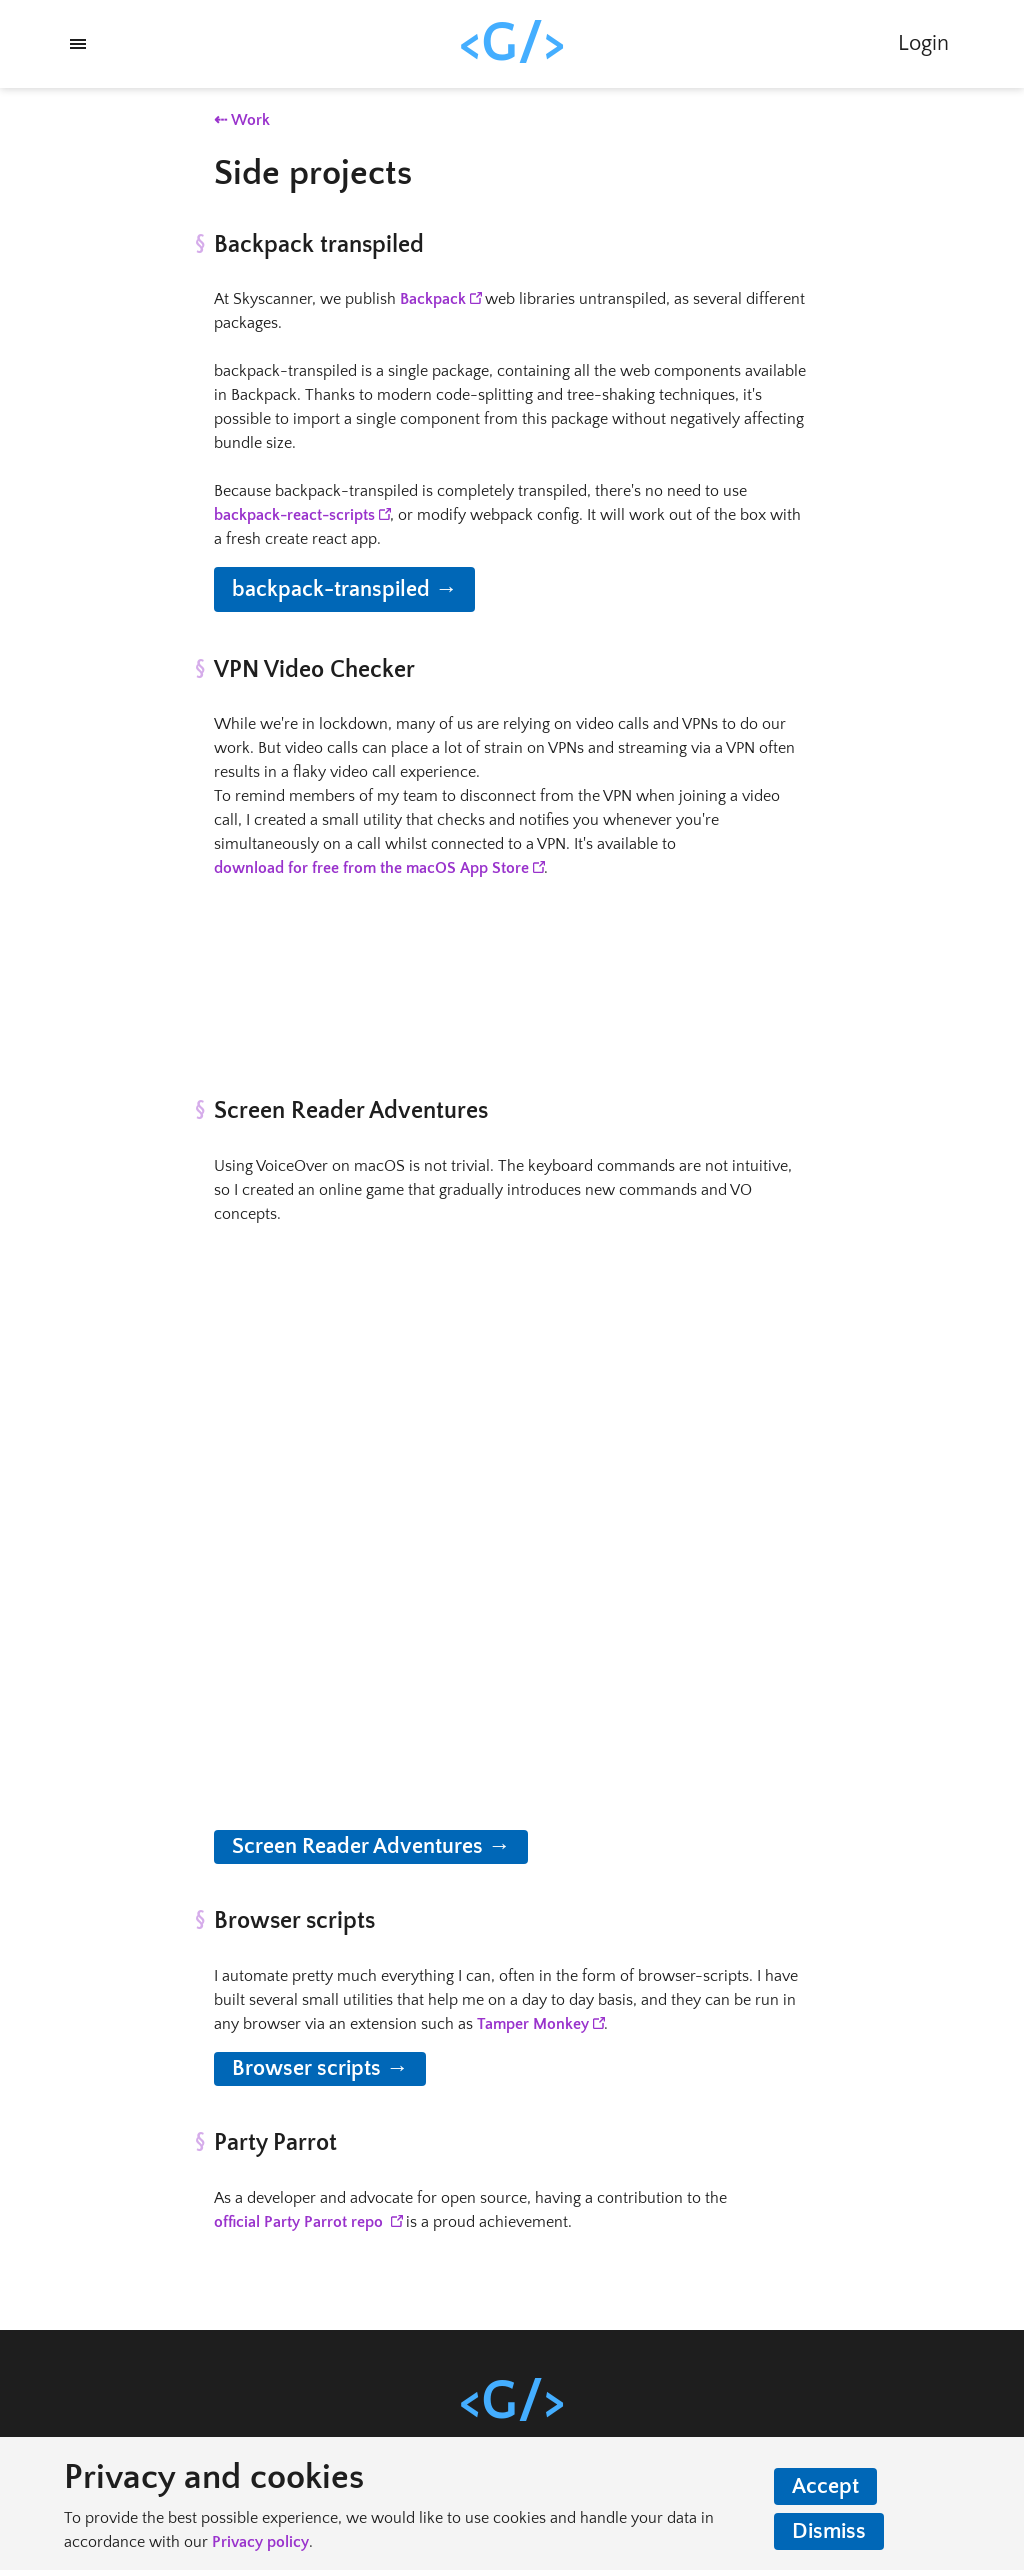 <G/>
Login
⇠ Work
Side projects
§ Backpack transpiled
At Skyscanner, we publish Backpack web libraries untranspiled, as several different
packages.
backpack-transpiled is a single package, containing all the web components available
in Backpack. Thanks to modern code-splitting and tree-shaking techniques, it's
possible to import a single component from this package without negatively affecting
bundle size.
Because backpack-transpiled is completely transpiled, there's no need to use
backpack-react-scripts, or modify webpack config. It will work out of the box with
a fresh create react app.
backpack-transpiled →
§ VPN Video Checker
While we're in lockdown, many of us are relying on video calls and VPNs to do our
work. But video calls can place a lot of strain on VPNs and streaming via a VPN often
results in a flaky video call experience.
To remind members of my team to disconnect from the VPN when joining a video
call, I created a small utility that checks and notifies you whenever you're
simultaneously on a call whilst connected to a VPN. It's available to
download for free from the macOS App Store.
§ Screen Reader Adventures
Using VoiceOver on macOS is not trivial. The keyboard commands are not intuitive,
so I created an online game that gradually introduces new commands and VO
concepts.
Screen Reader Adventures →
§ Browser scripts
I automate pretty much everything I can, often in the form of browser-scripts. I have
built several small utilities that help me on a day to day basis, and they can be run in
any browser via an extension such as Tamper Monkey.
Browser scripts →
§ Party Parrot
As a developer and advocate for open source, having a contribution to the
official Party Parrot repo is a proud achievement.
<G/>
Privacy and cookies
To provide the best possible experience, we would like to use cookies and handle your data in
accordance with our Privacy policy.
Accept
Dismiss